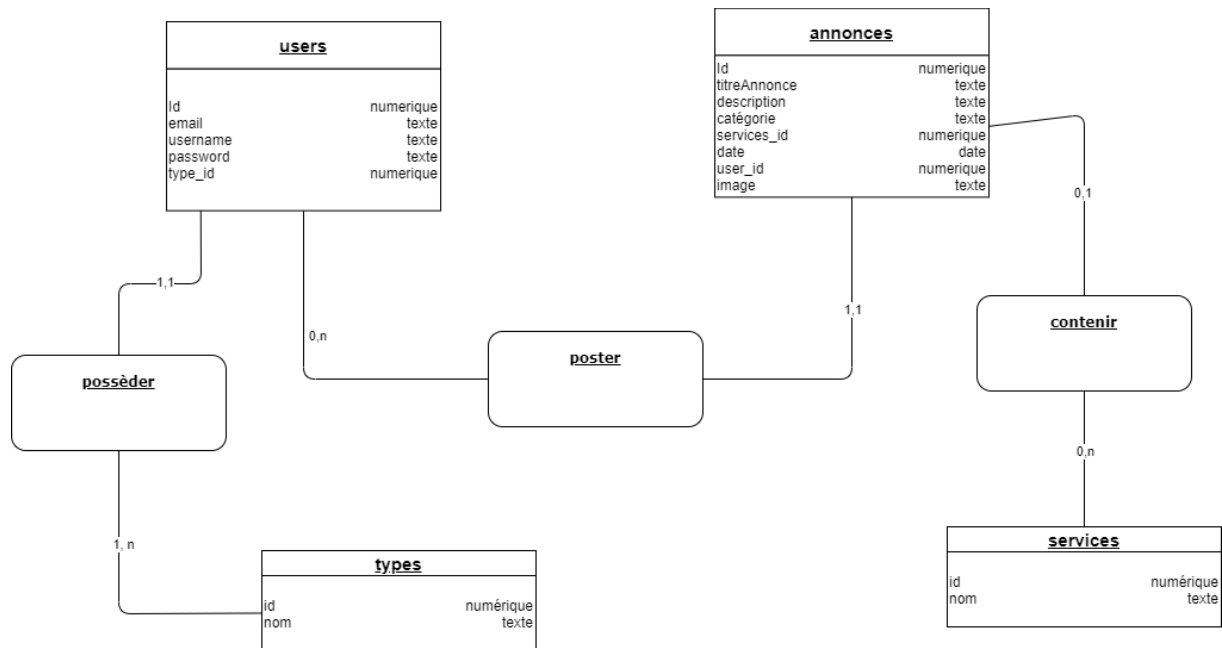 users
Id numerique
email texte
username texte
password texte
type_id numerique
annonces
Id numerique
titreAnnonce texte
description texte
catégorie texte
services_id numerique
date date
user_id numerique
image texte
1,1
0,n
1,1
0,1
possèder
poster
contenir
1, n
0,n
types
id numérique
nom texte
services
id numérique
nom texte